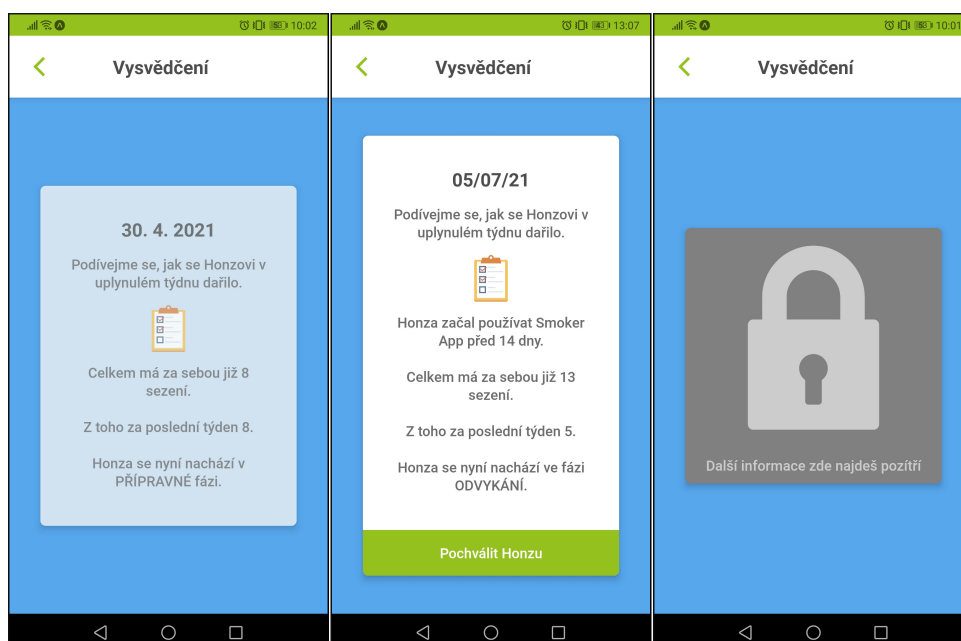 10:02
Vysvědčení
30. 4. 2021
Podívejme se, jak se Honzovi v
uplynulém týdnu dařilo.
Celkem má za sebou již 8
sezení.
Z toho za poslední týden 8.
Honza se nyní nachází v
PŘÍPRAVNÉ fázi.
13:07
Vysvědčení
05/07/21
Podívejme se, jak se Honzovi v
uplynulém týdnu dařilo.
Honza začal používat Smoker
App před 14 dny.
Celkem má za sebou již 13
sezení.
Z toho za poslední týden 5.
Honza se nyní nachází ve fázi
ODVYKÁNÍ.
Pochválit Honzu
10:01
Vysvědčení
Další informace zde najdeš pozítří